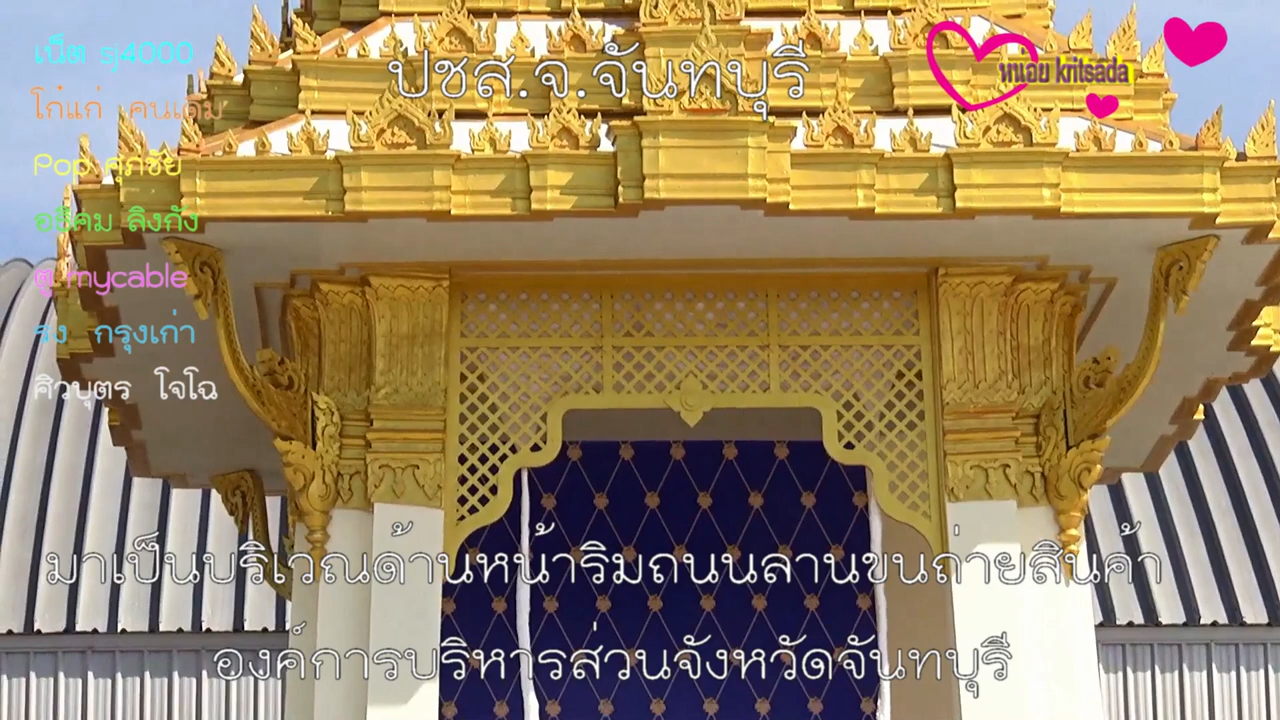 ปชส.จ.จันทบุรี
หนอย kritsada
เน็ต sj4000
โก๋แก่ คนเดิม
Pop ศุภชัย
อธิคม ลิงกัง
ตู่ mycable
รง กรุงเก่า
ศิวบุตร โจโฉ
มาเป็นบริเวณด้านหน้าริมถนนลานขนถ่ายสินค้า
องค์การบริหารส่วนจังหวัดจันทบุรี